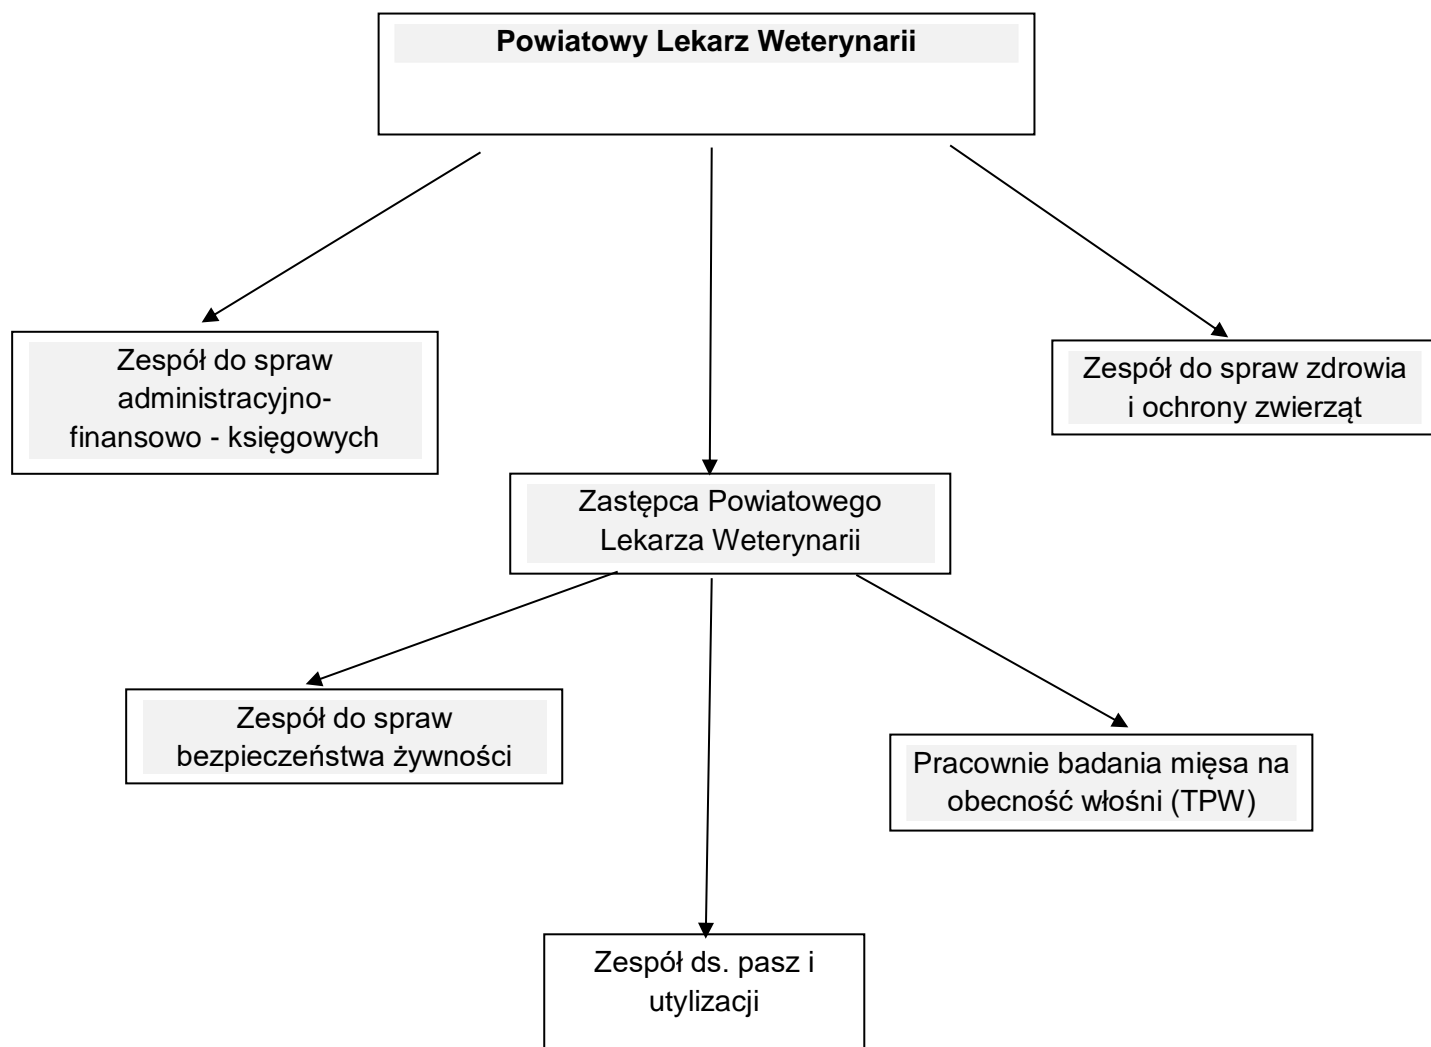 Powiatowy Lekarz Weterynarii
Zespół do spraw
administracyjno-
finansowo - księgowych
Zespół do spraw zdrowia
i ochrony zwierząt
Zastępca Powiatowego
Lekarza Weterynarii
Zespół do spraw
bezpieczeństwa żywności
Pracownie badania mięsa na
obecność włośni (TPW)
Zespół ds. pasz i
utylizacji